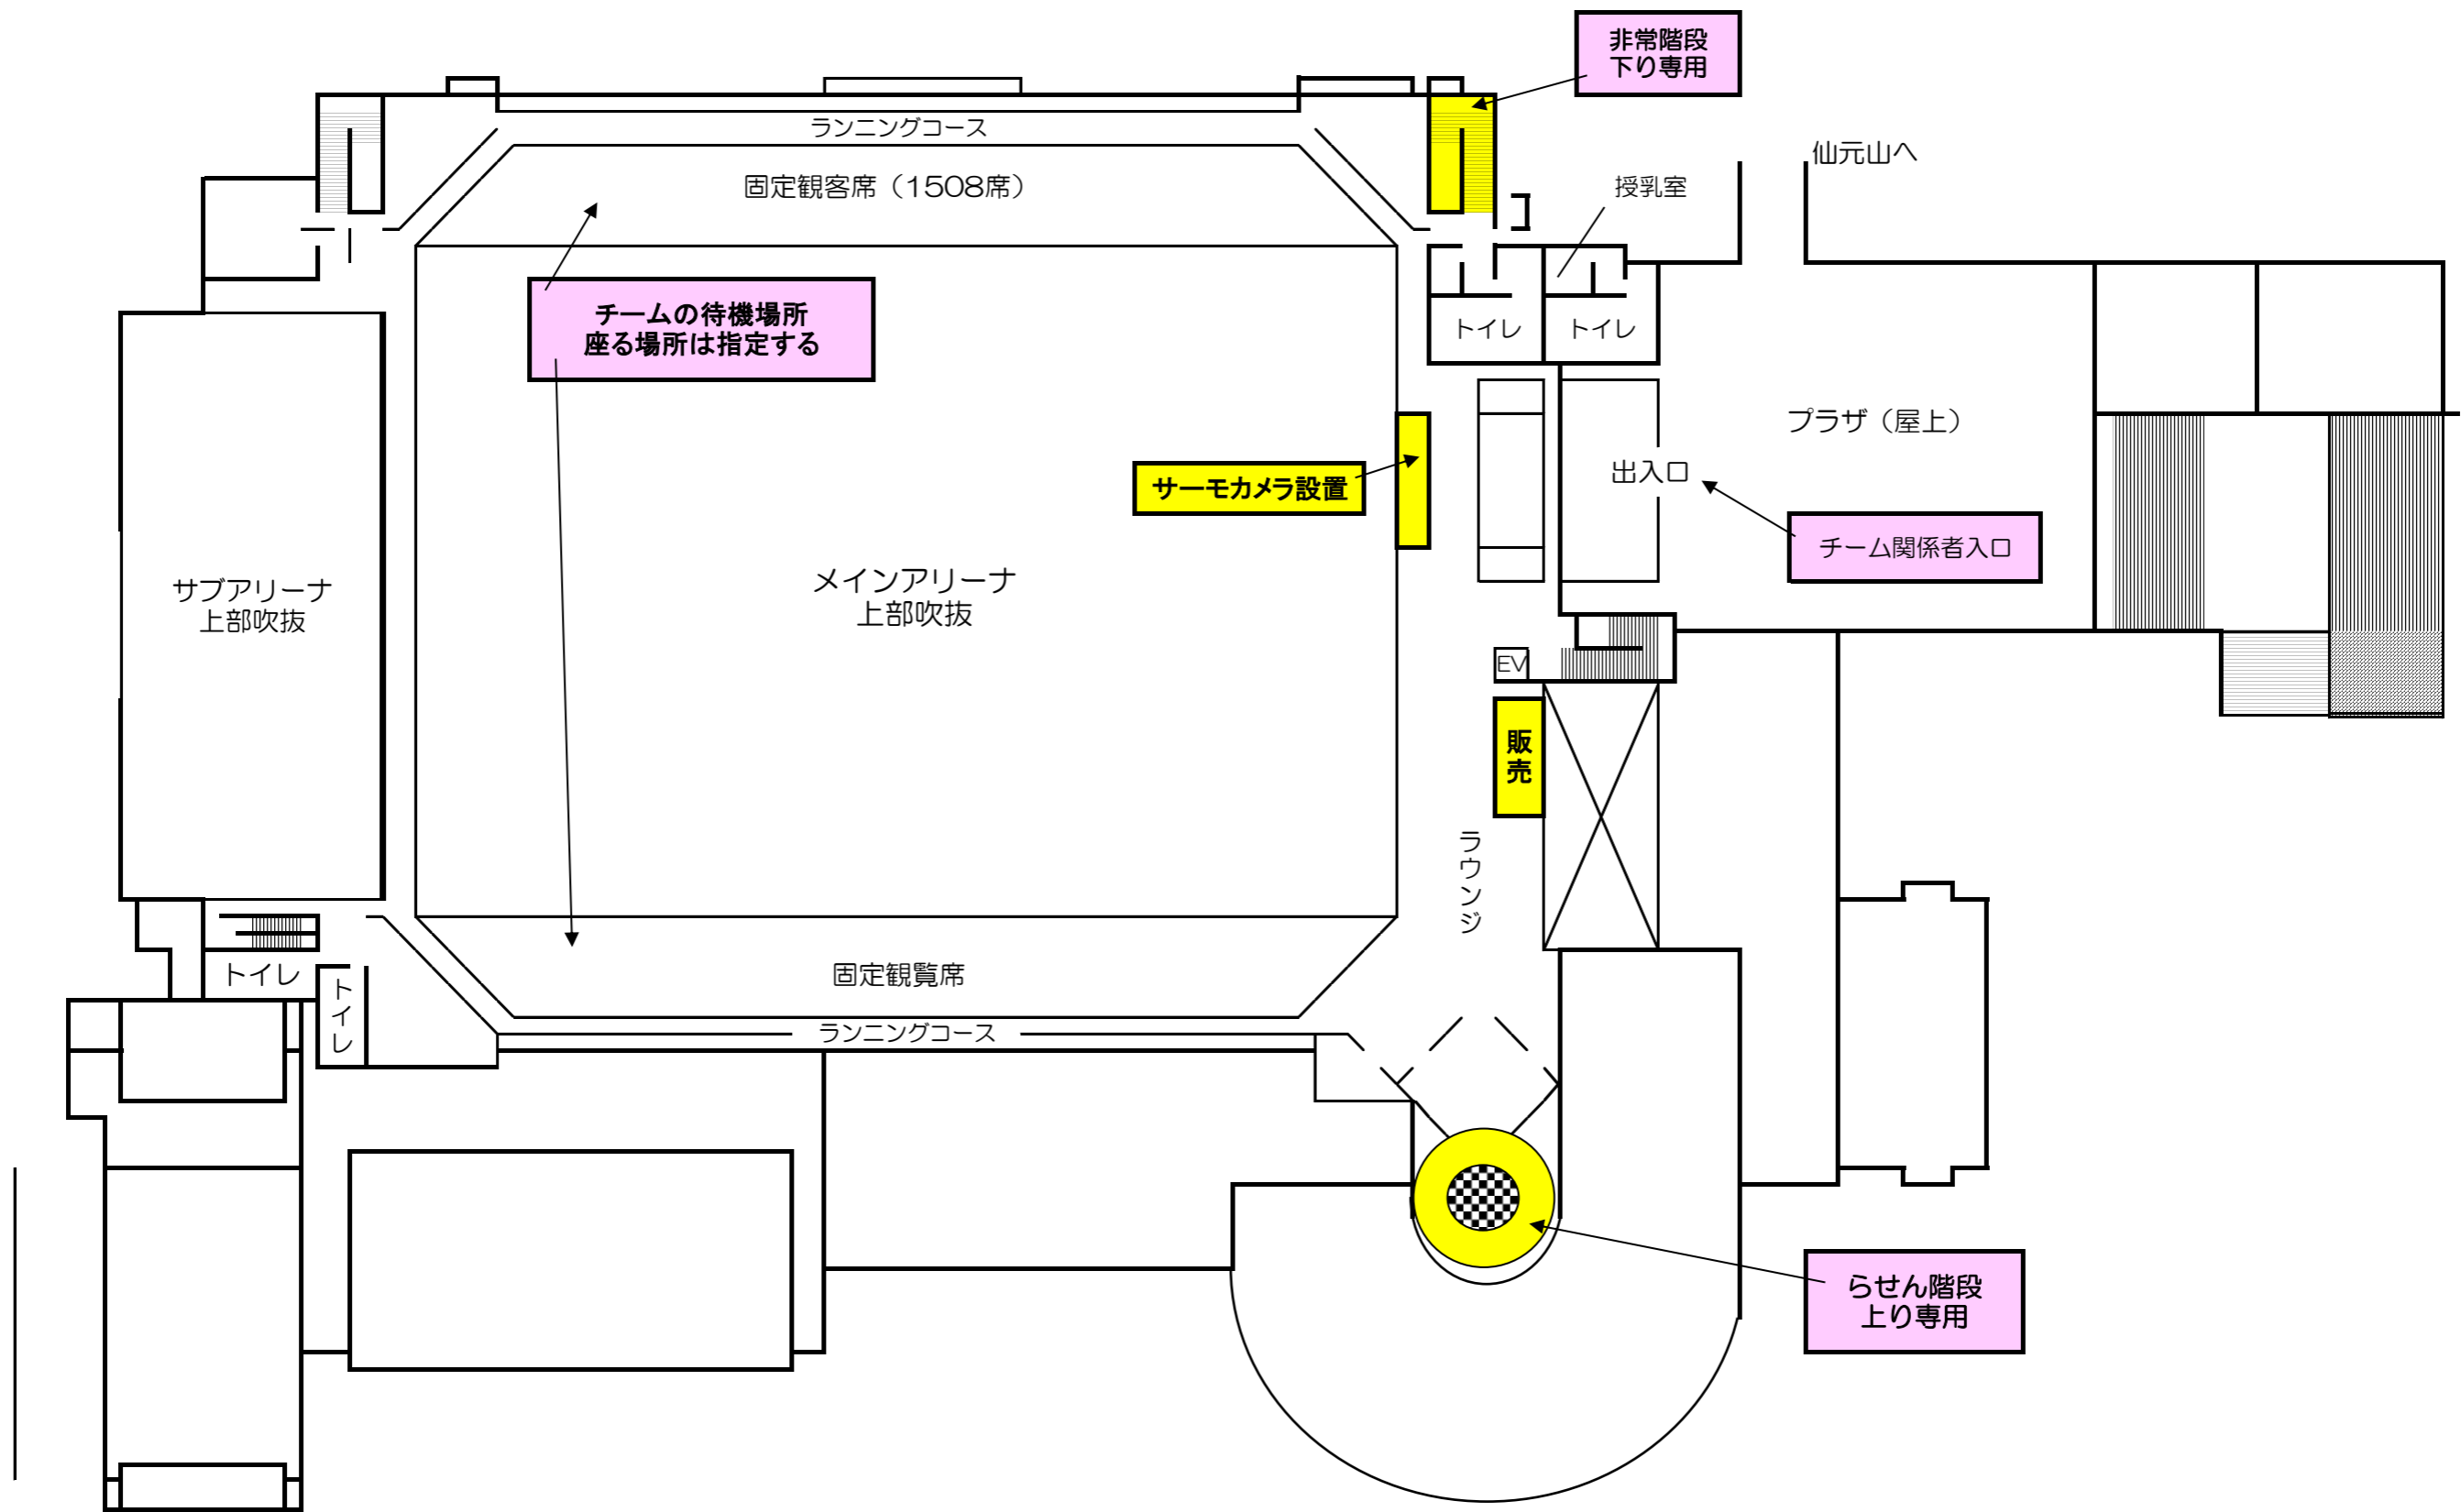 非常階段
下り専用
ランニングコース
仙元山へ
固定観客席（1508席）
授乳室
チームの待機場所
座る場所は指定する
トイレ
トイレ
プラザ（屋上）
出入口
サーモカメラ設置
チーム関係者入口
サブアリーナ
上部吹抜
メインアリーナ
上部吹抜
EV
販売
ラウンジ
固定観覧席
トイレ
トイレ
ランニングコース
らせん階段
上り専用